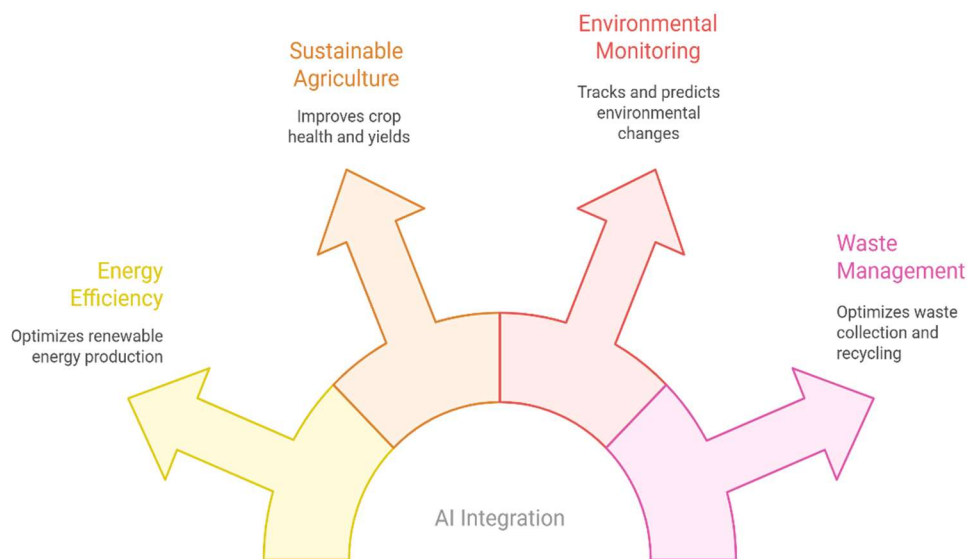 Environmental
Monitoring
Tracks and predicts
environmental
changes
Sustainable
Agriculture
Improves crop
health and yields
Waste
Management
Optimizes waste
collection and
recycling
Energy
Efficiency
Optimizes renewable
energy production
AI Integration